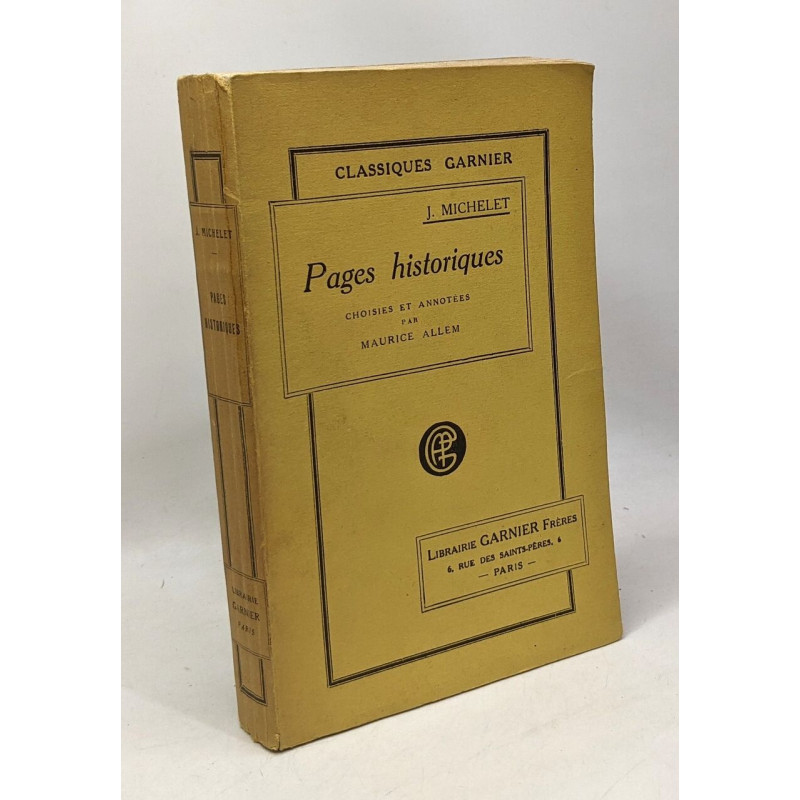 CLASSIQUES GARNIER
J. MICHELET
Pages historiques
CHOISIES ET ANNOTÉES
PAR
MAURICE ALLEM
LIBRAIRIE GARNIER FRÈRES
6, RUE DES SAINTS-PÈRES, 6
— PARIS —
J. MICHELET
PAGES
HISTORIQUES
LIBRAIRIE
GARNIER
PARIS